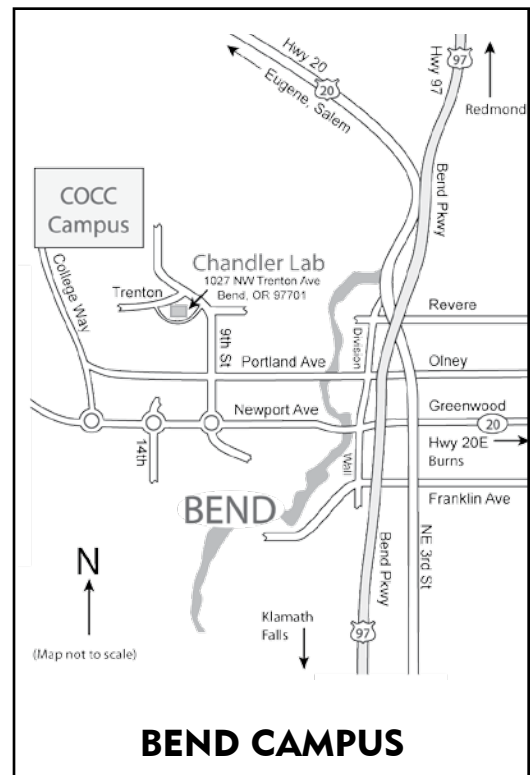 Hwy 20
20
Eugene, Salem
97
Hwy 97
Redmond
Bend Pkwy
COCC
Campus
College Way
Chandler Lab
1027 NW Trenton Ave
Bend, OR 97701
Trenton
9th St
Division
Revere
Portland Ave
Olney
Newport Ave
Greenwood
20
Hwy 20E
Burns
14th
Wall
Franklin Ave
BEND
N
(Map not to scale)
Bend Pkwy
NE 3rd St
Klamath
Falls
97
BEND CAMPUS